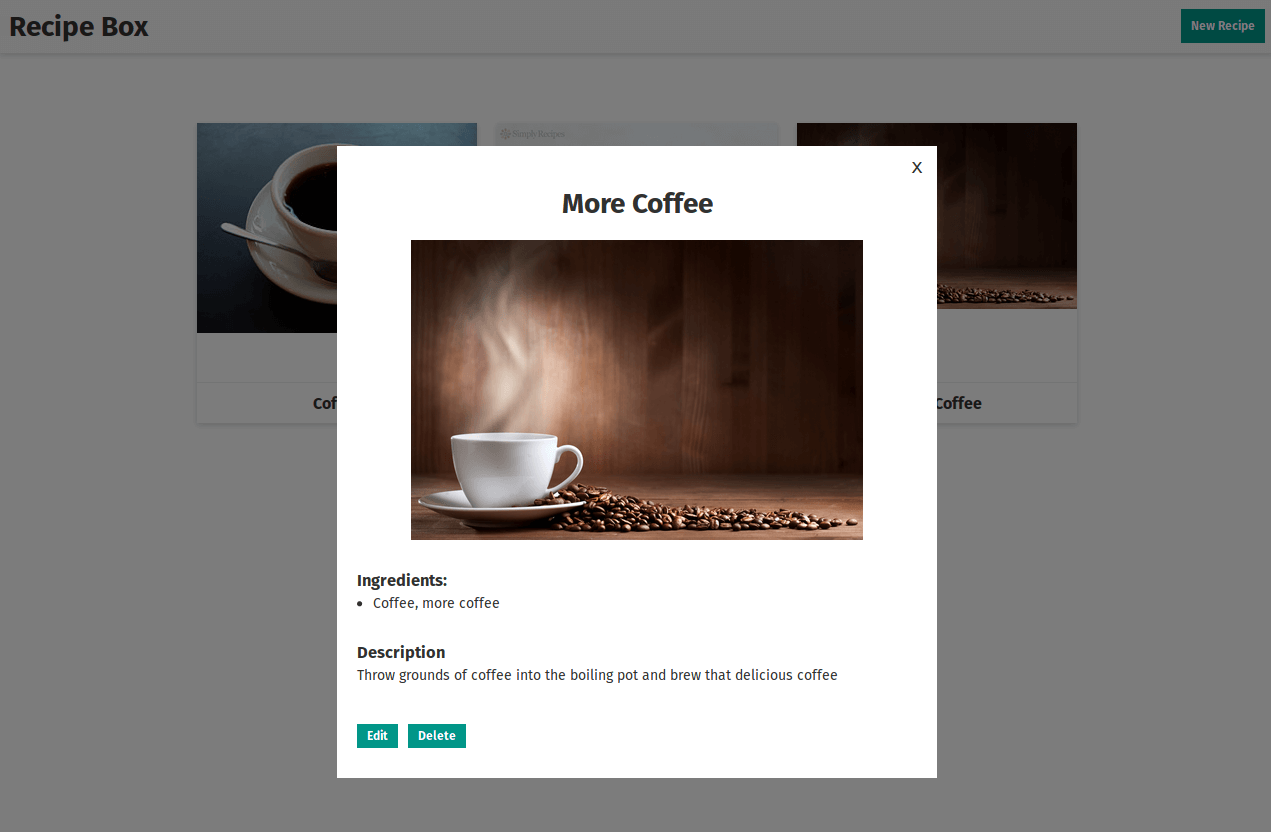 Recipe Box
New Recipe
Simply Recipes
X
More Coffee
Cof
Coffee
Ingredients:
• Coffee, more coffee
Description
Throw grounds of coffee into the boiling pot and brew that delicious coffee
Edit
Delete